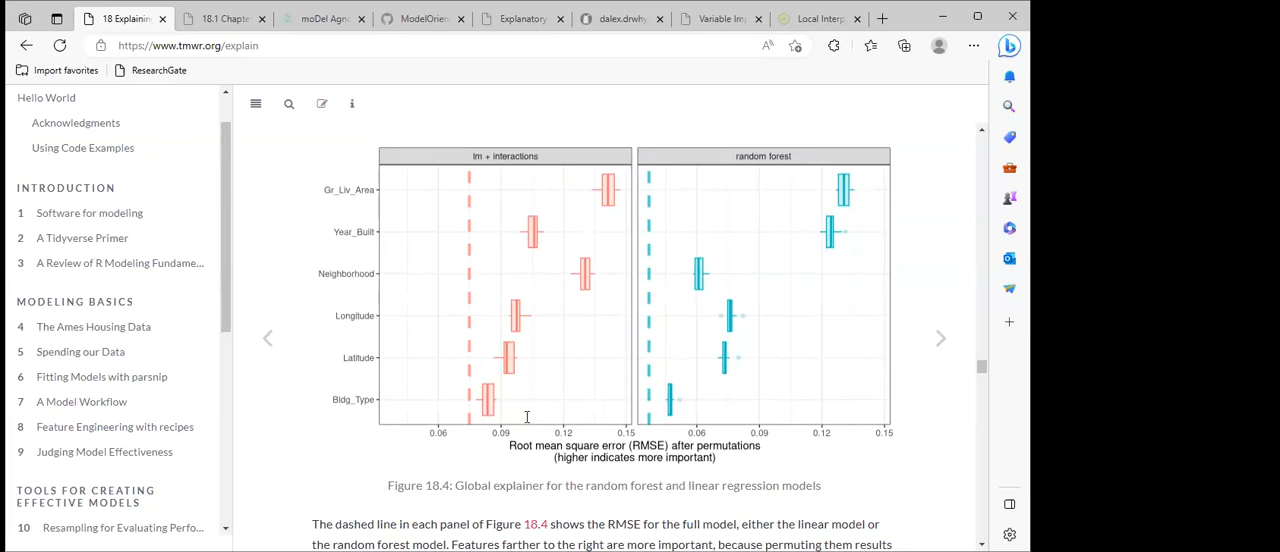 18 Explainin
18.1 Chapte
moDel Agno
ModelOrien
Explanatory
dalex.drwhy
Variable Imp
Local Interp
https://www.tmwr.org/explain
Import favorites
ResearchGate
Hello World
Acknowledgments
Using Code Examples
INTRODUCTION
1 Software for modeling
2 A Tidyverse Primer
3 A Review of R Modeling Fundame...
MODELING BASICS
4 The Ames Housing Data
5 Spending our Data
6 Fitting Models with parsnip
7 A Model Workflow
8 Feature Engineering with recipes
9 Judging Model Effectiveness
TOOLS FOR CREATING
EFFECTIVE MODELS
10 Resampling for Evaluating Perfo...
lm + interactions
random forest
Gr_Liv_Area
Year_Built
Neighborhood
Longitude
Latitude
Bldg_Type
0.06 0.09 0.12 0.15
0.06 0.09 0.12 0.15
Root mean square error (RMSE) after permutations
(higher indicates more important)
Figure 18.4: Global explainer for the random forest and linear regression models
The dashed line in each panel of Figure 18.4 shows the RMSE for the full model, either the linear model or
the random forest model. Features farther to the right are more important, because permuting them results